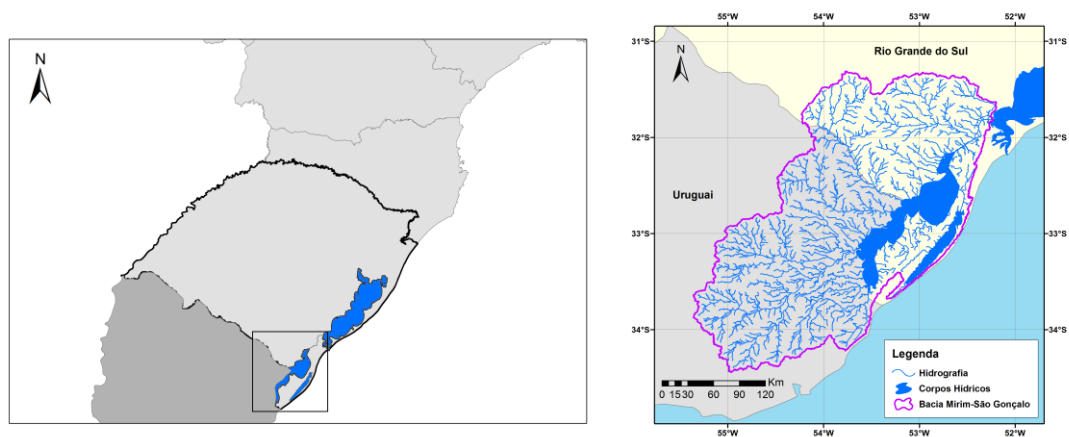 N
55°W 54°W 53°W 52°W
31°S 31°S
N
Rio Grande do Sul
32°S 32°S
Uruguai
33°S 33°S
34°S 34°S
Legenda
Hidrografia
Corpos Hídricos
Bacia Mirim-São Gonçalo
Km
0 15 30 60 90 120
55°W 54°W 53°W 52°W